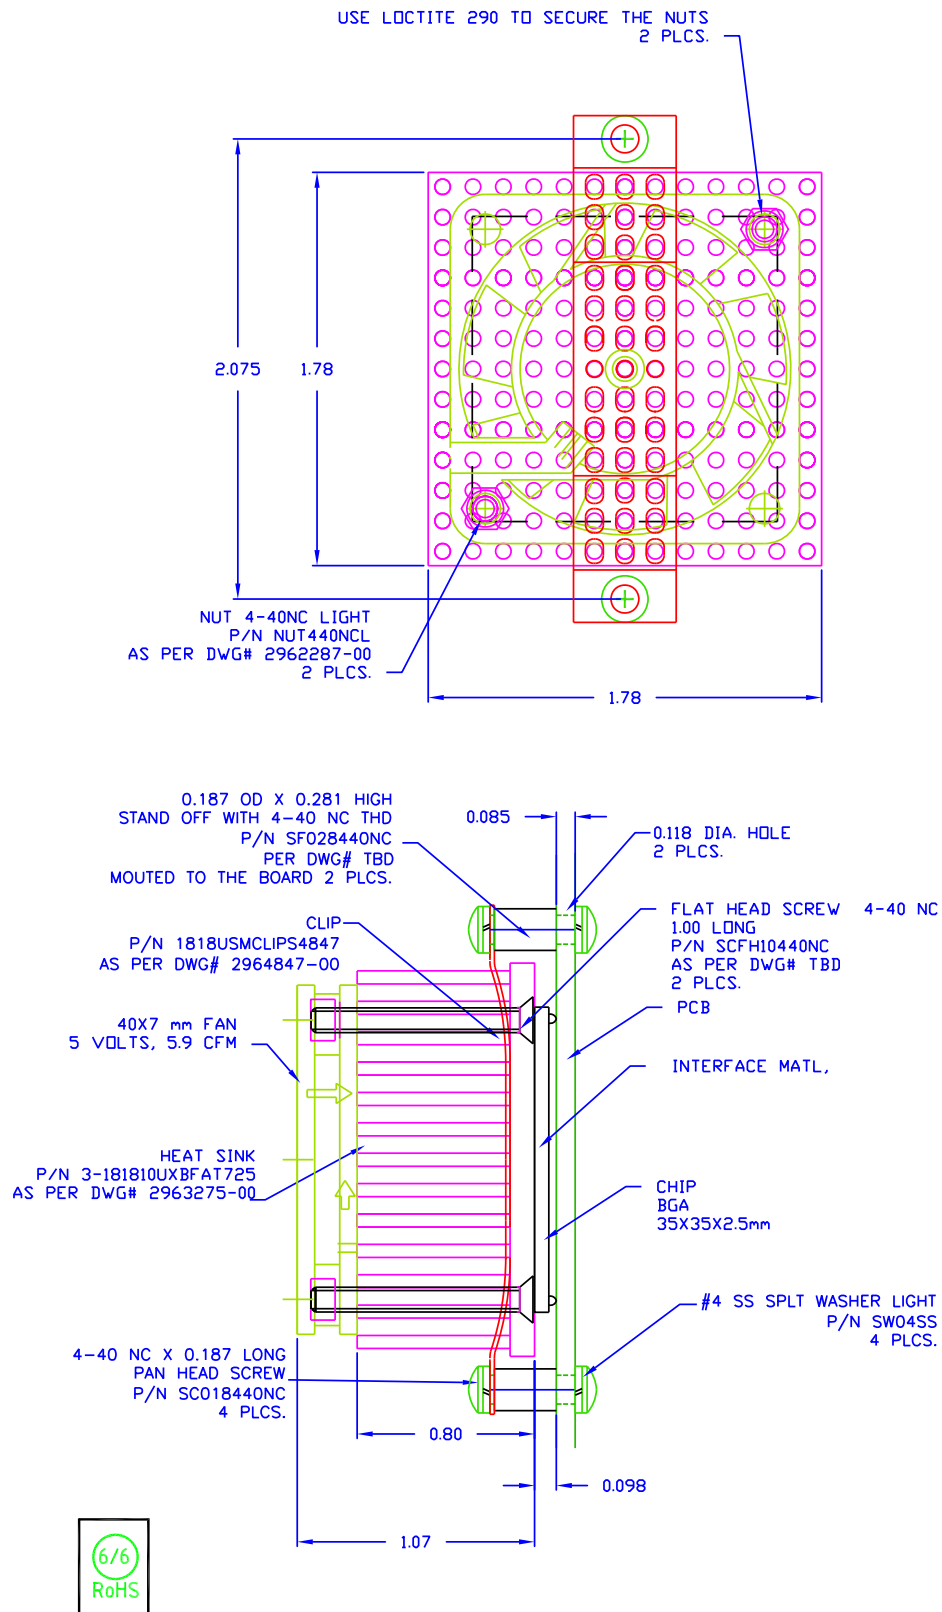 USE LOCTITE 290 TO SECURE THE NUTS
2 PLCS.
2.075
1.78
NUT 4-40NC LIGHT
P/N NUT440NCL
AS PER DWG# 2962287-00
2 PLCS.
1.78
0.187 OD X 0.281 HIGH
STAND OFF WITH 4-40 NC THD
P/N SF028440NC
PER DWG# TBD
MOUTED TO THE BOARD 2 PLCS.
0.085
0.118 DIA. HOLE
2 PLCS.
CLIP
P/N 1818USMCLIPS4847
AS PER DWG# 2964847-00
FLAT HEAD SCREW 4-40 NC
1.00 LONG
P/N SCFH10440NC
AS PER DWG# TBD
2 PLCS.
PCB
40X7 mm FAN
5 VOLTS, 5.9 CFM
INTERFACE MATL,
HEAT SINK
P/N 3-181810UXBFAT725
AS PER DWG# 2963275-00
CHIP
BGA
35X35X2.5mm
#4 SS SPLT WASHER LIGHT
P/N SW04SS
4 PLCS.
4-40 NC X 0.187 LONG
PAN HEAD SCREW
P/N SC018440NC
4 PLCS.
0.80
0.098
1.07
6/6
RoHS